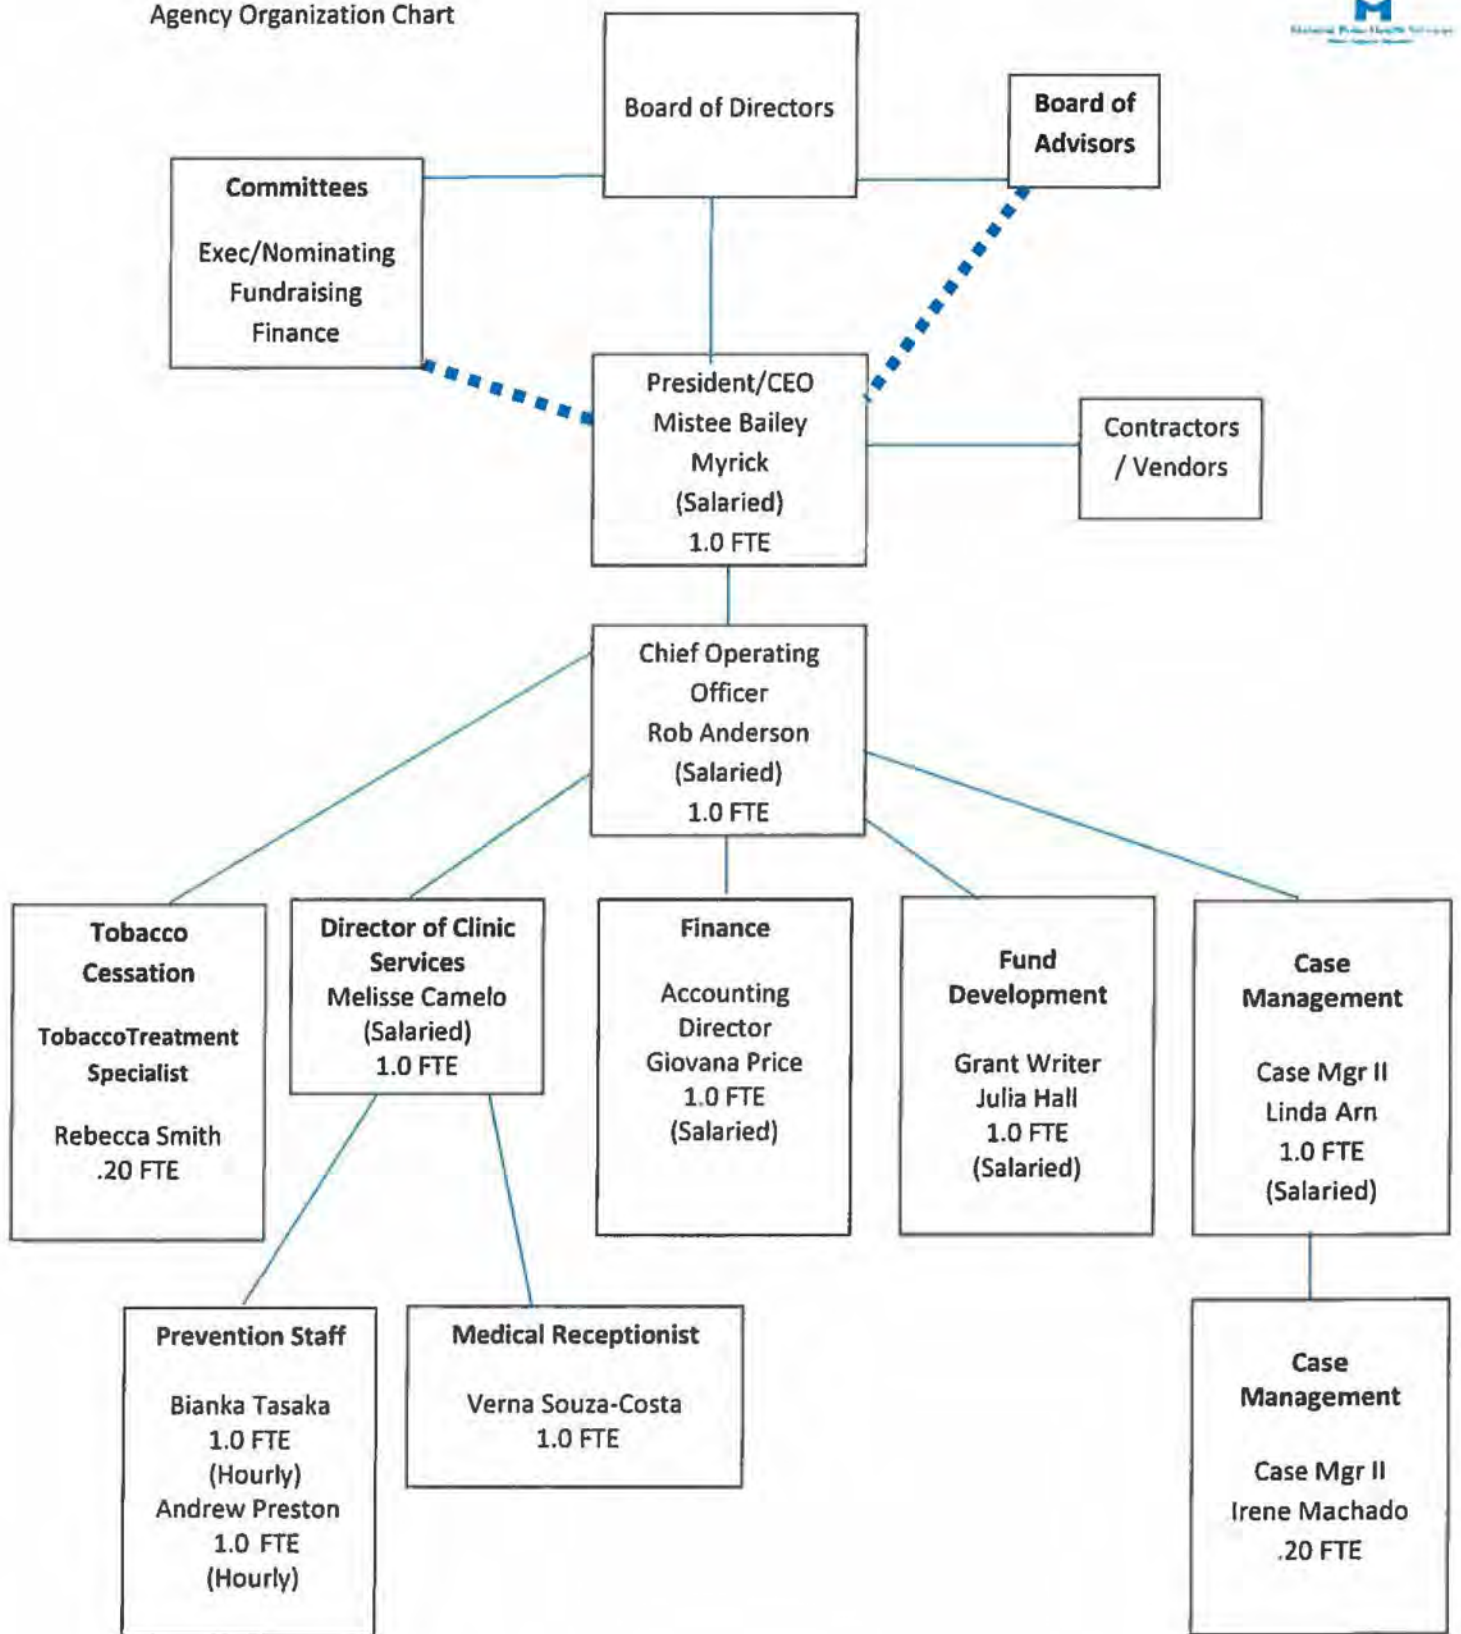 Agency Organization Chart
Board of Directors
Board of
Advisors
Committees
Exec/Nominating
Fundraising
Finance
President/CEO
Mistee Bailey
Myrick
(Salaried)
1.0 FTE
Contractors
/ Vendors
Chief Operating
Officer
Rob Anderson
(Salaried)
1.0 FTE
Tobacco
Cessation
TobaccoTreatment
Specialist
Rebecca Smith
.20 FTE
Director of Clinic
Services
Melisse Camelo
(Salaried)
1.0 FTE
Finance
Accounting
Director
Giovana Price
1.0 FTE
(Salaried)
Fund
Development
Grant Writer
Julia Hall
1.0 FTE
(Salaried)
Case
Management
Case Mgr II
Linda Arn
1.0 FTE
(Salaried)
Prevention Staff
Bianka Tasaka
1.0 FTE
(Hourly)
Andrew Preston
1.0 FTE
(Hourly)
Medical Receptionist
Verna Souza-Costa
1.0 FTE
Case
Management
Case Mgr II
Irene Machado
.20 FTE